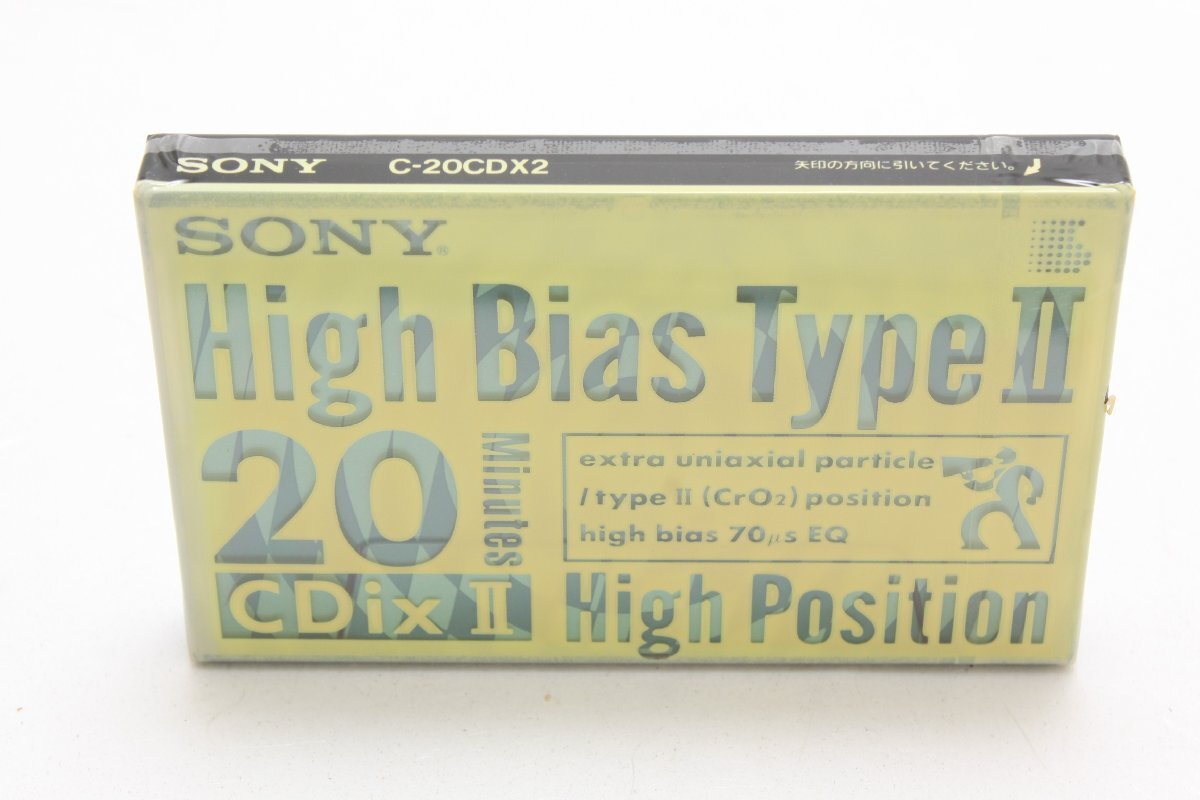 SONY C-20CDX2 矢印の方向に引いてください。
SONY®
High Bias Type II
20 Minutes
extra uniaxial particle
/type II (CrO2) position
high bias 70μs EQ
CDix II High Position